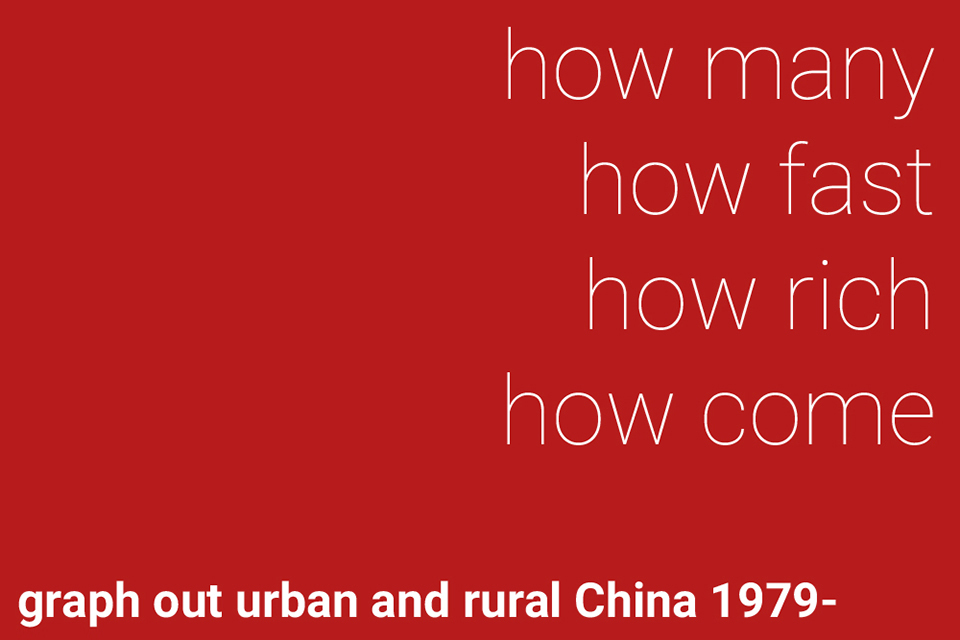 how many
how fast
how rich
how come
graph out urban and rural China 1979-